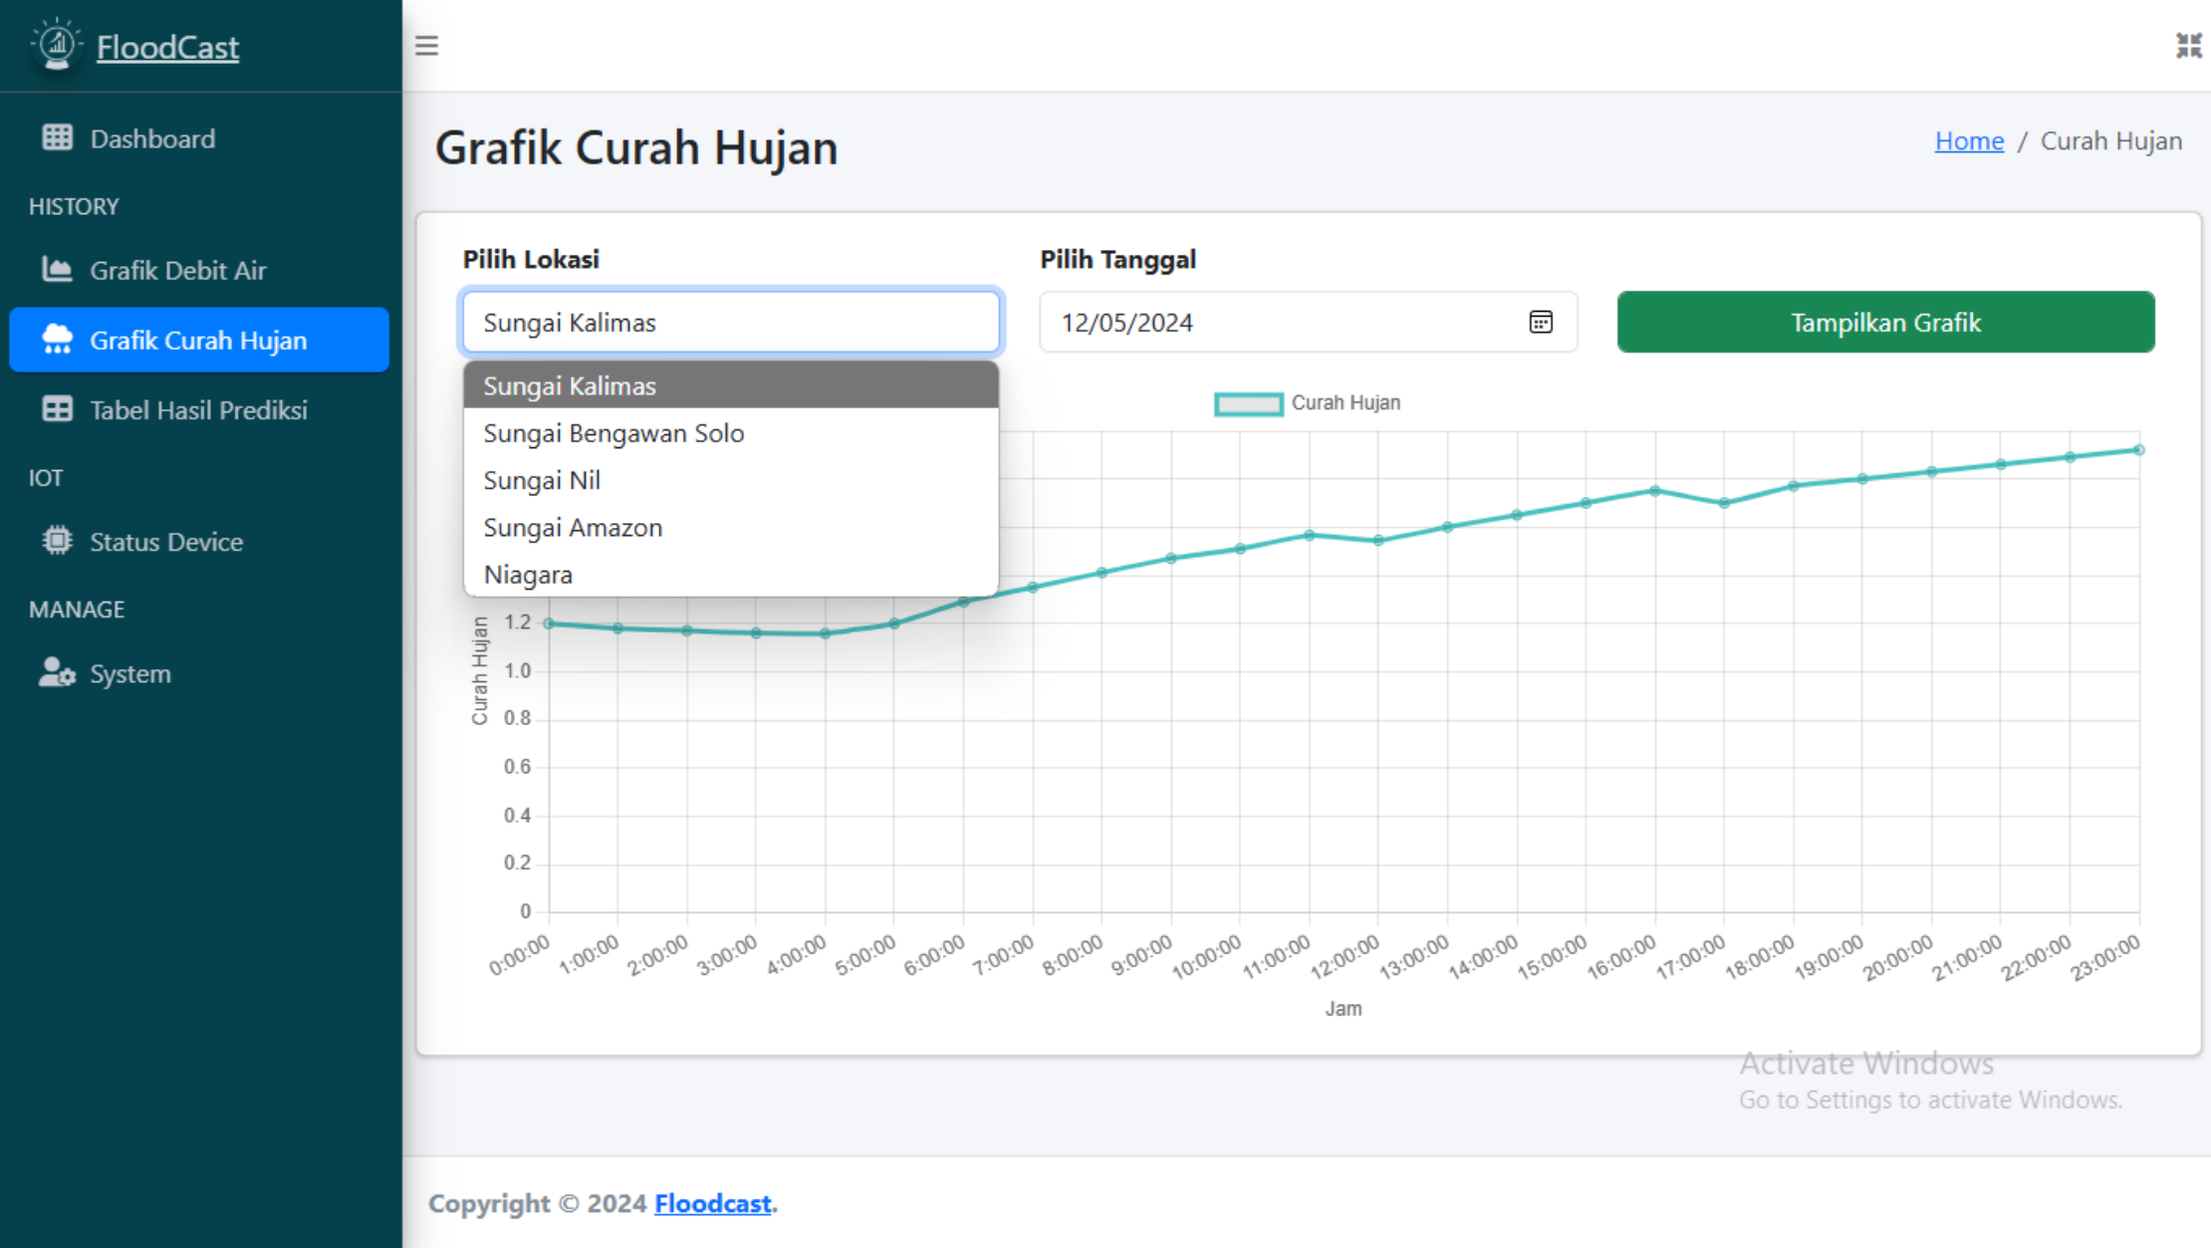 FloodCast
Dashboard
HISTORY
Grafik Debit Air
Grafik Curah Hujan
Tabel Hasil Prediksi
IOT
Status Device
MANAGE
System
Grafik Curah Hujan
Home / Curah Hujan
Pilih Lokasi
Pilih Tanggal
Sungai Kalimas
12/05/2024
Tampilkan Grafik
Sungai Kalimas
Sungai Bengawan Solo
Sungai Nil
Sungai Amazon
Niagara
Curah Hujan
Curah Hujan
1.2
1.0
0.8
0.6
0.4
0.2
0
0:00:00 1:00:00 2:00:00 3:00:00 4:00:00 5:00:00 6:00:00 7:00:00 8:00:00 9:00:00 10:00:00 11:00:00 12:00:00 13:00:00 14:00:00 15:00:00 16:00:00 17:00:00 18:00:00 19:00:00 20:00:00 21:00:00 22:00:00 23:00:00
Jam
Activate Windows
Go to Settings to activate Windows.
Copyright © 2024 Floodcast.